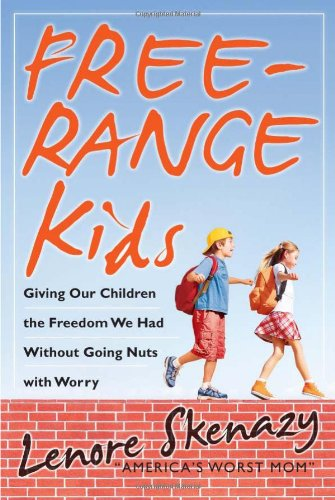 FREE-
RANGE
Kids
Giving Our Children
the Freedom We Had
Without Going Nuts
with Worry
Lenore Skenazy
"AMERICA'S WORST MOM"